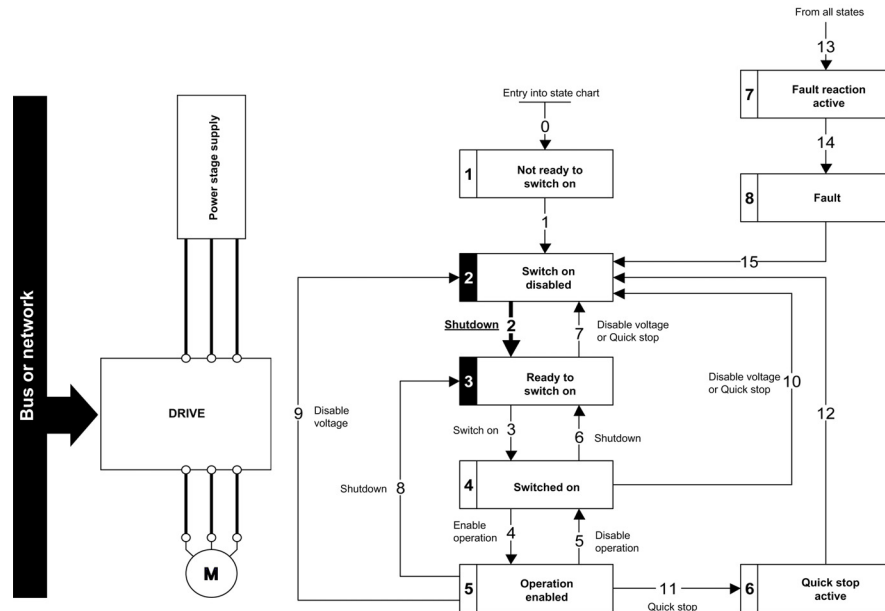 Bus or network
Power stage supply
DRIVE
M
Entry into state chart
0
1
Not ready to
switch on
1
2
Switch on
disabled
Shutdown
2
7
Disable voltage
or Quick stop
3
Ready to
switch on
Switch on
3
6
Shutdown
4
Switched on
Enable
operation
4
5
Disable
operation
5
Operation
enabled
9
Disable
voltage
Shutdown
8
From all states
13
7
Fault reaction
active
14
8
Fault
15
Disable voltage
or Quick stop
10
12
11
Quick stop
6
Quick stop
active